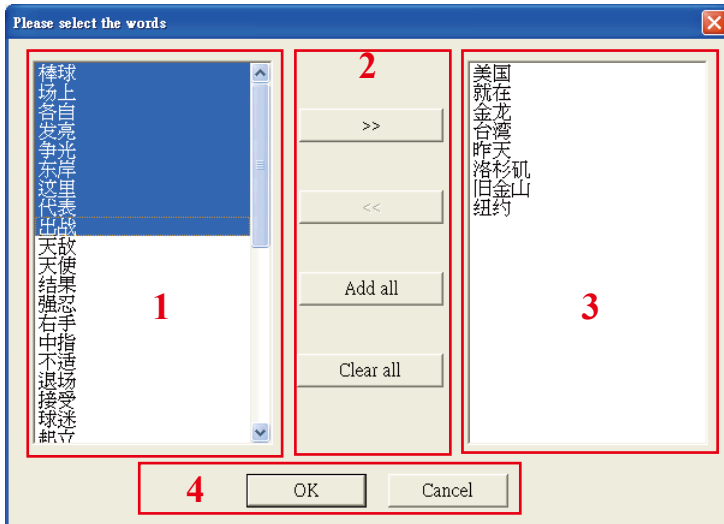 Please select the words
棒球
场上
各自
发亮
争光
东岸
这里
代表
出战
天敌
天使
结果
强忍
右手
中指
不适
退场
接受
球迷
起立
1
2
>>
<<
Add all
Clear all
美国
就在
金龙
台湾
昨天
洛杉矶
旧金山
纽约
3
4
OK
Cancel